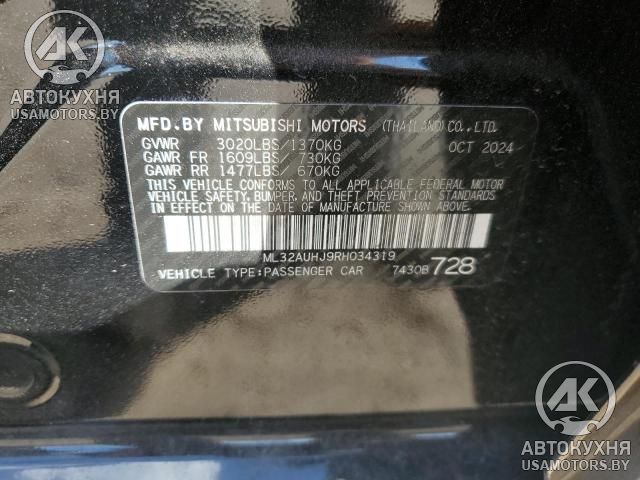 АК
АВТОКУХНЯ
USAMOTORS.BY
MFD.BY MITSUBISHI MOTORS (THAILAND)CO.,LTD.
GVWR 3020LBS/1370KG OCT 2024
GAWR FR 1609LBS 730KG
GAWR RR 1477LBS 670KG
THIS VEHICLE CONFORMS TO ALL APPLICABLE FEDERAL MOTOR
VEHICLE SAFETY, BUMPER, AND THEFT PREVENTION STANDARDS
IN EFFECT ON THE DATE OF MANUFACTURE SHOWN ABOVE.
ML32AUHJ9RH034319
VEHICLE TYPE:PASSENGER CAR 7430B 728
АК
АВТОКУХНЯ
USAMOTORS.BY